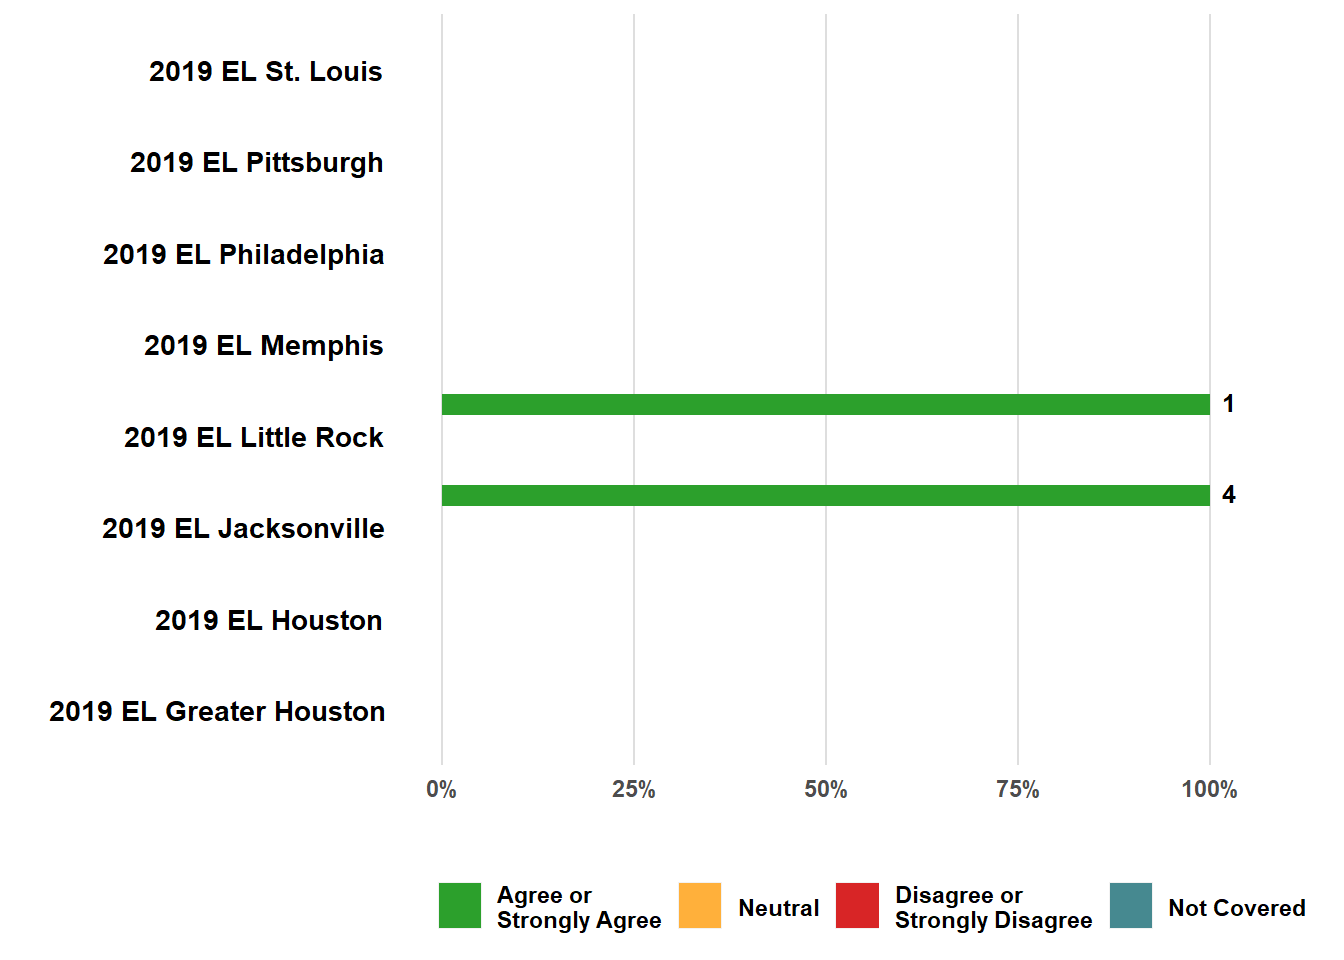 2019 EL St. Louis
2019 EL Pittsburgh
2019 EL Philadelphia
2019 EL Memphis
1
2019 EL Little Rock
4
2019 EL Jacksonville
2019 EL Houston
2019 EL Greater Houston
0% 25% 50% 75% 100%
Agree or
Strongly Agree
Neutral
Disagree or
Strongly Disagree
Not Covered